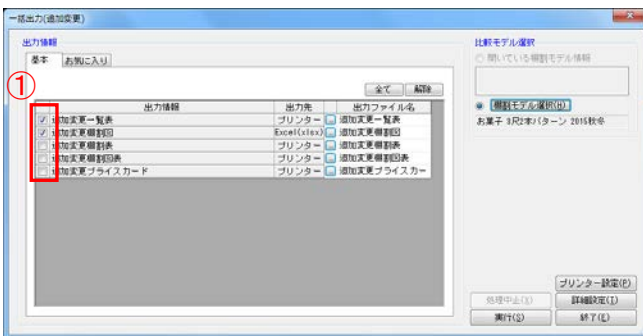 一括出力(追加変更)
出力情報
基本 お気に入り
①
全て 解除
出力情報 出力先 出力ファイル名
追加変更一覧表 プリンター 追加変更一覧表
追加変更棚割図 Excel(xlsx) 追加変更棚割図
追加変更棚割表 プリンター 追加変更棚割表
追加変更棚割図表 プリンター 追加変更棚割図表
追加変更プライスカード プリンター 追加変更プライスカー
比較モデル選択
開いている棚割モデル情報
棚割モデル選択(H)
お菓子 3尺2本パターン 2015秋冬
プリンター設定(P)
処理中止(X) 詳細設定(I)
実行(S) 終了(E)